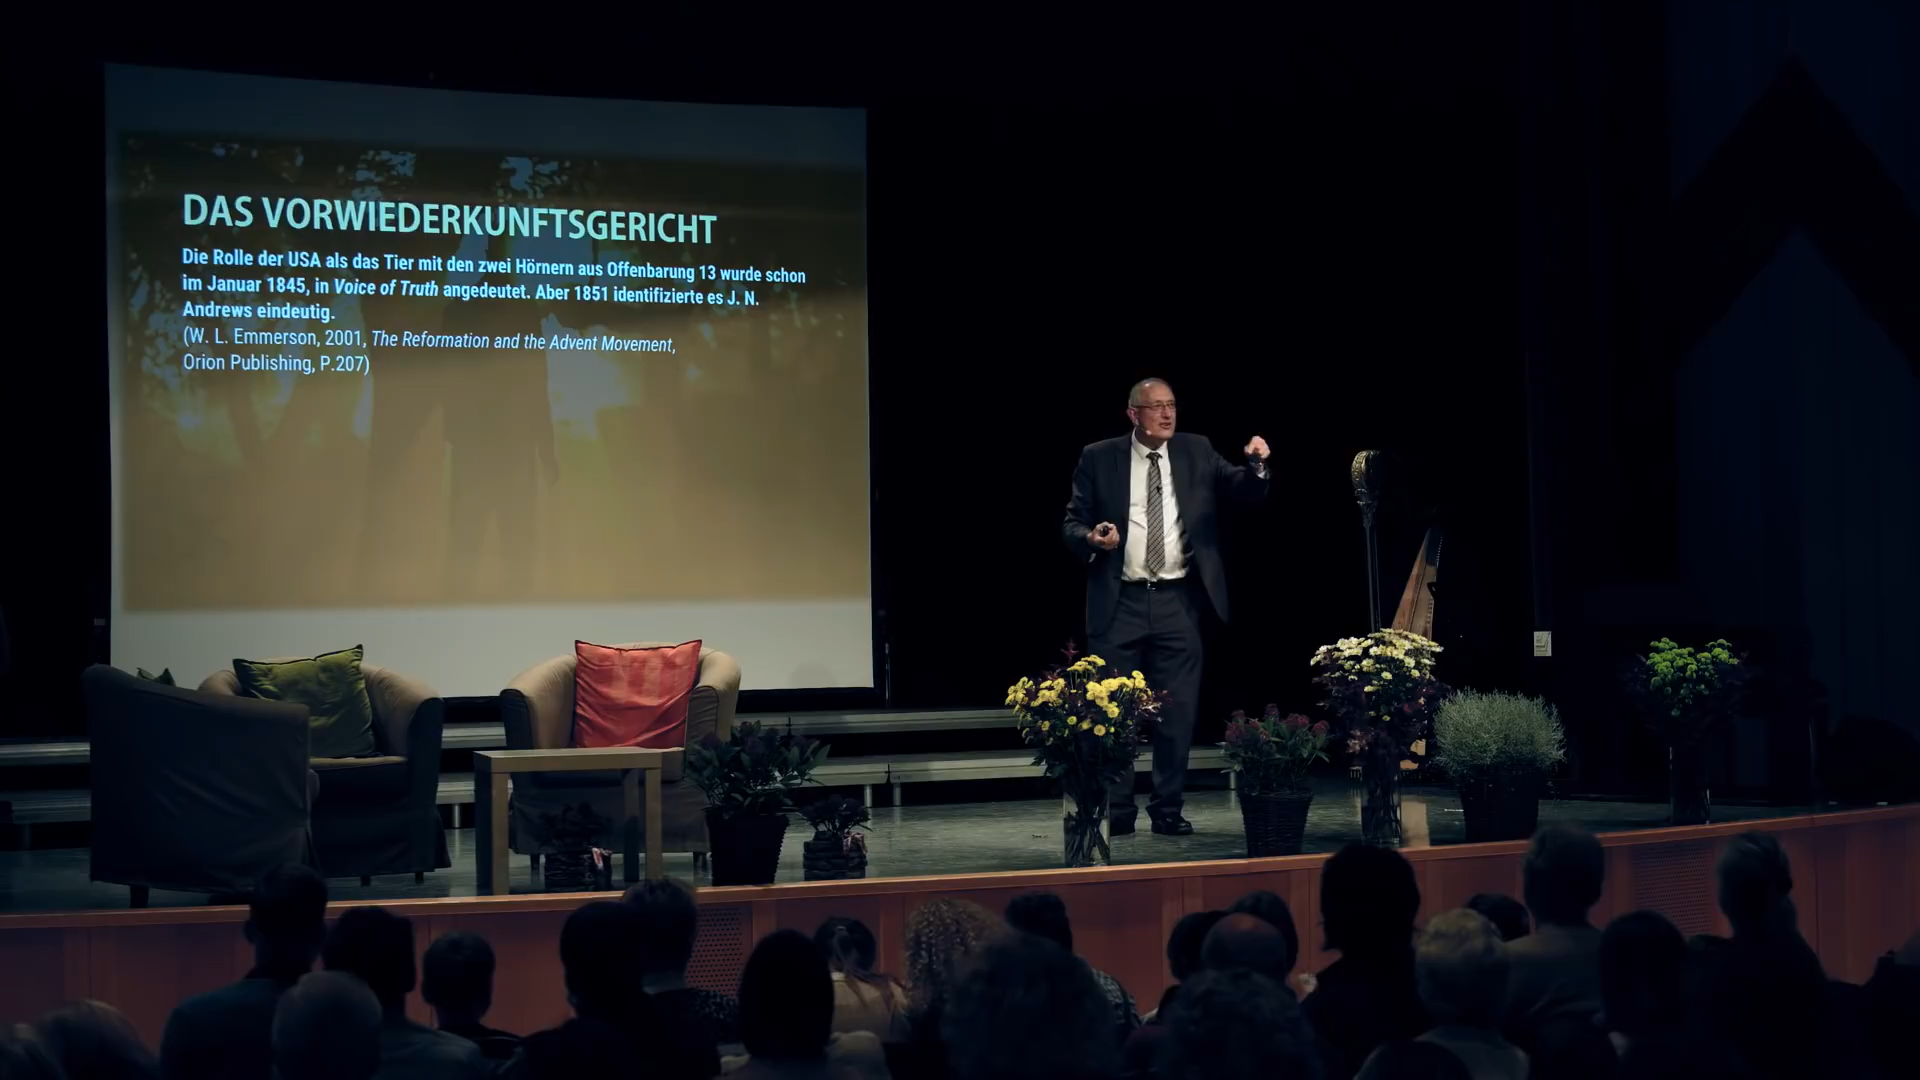 DAS VORWIEDERKUNFTSGERICHT
Die Rolle der USA als das Tier mit den zwei Hörnern aus Offenbarung 13 wurde schon
im Januar 1845, in Voice of Truth angedeutet. Aber 1851 identifizierte es J. N.
Andrews eindeutig.
(W. L. Emmerson, 2001, The Reformation and the Advent Movement,
Orion Publishing, P.207)